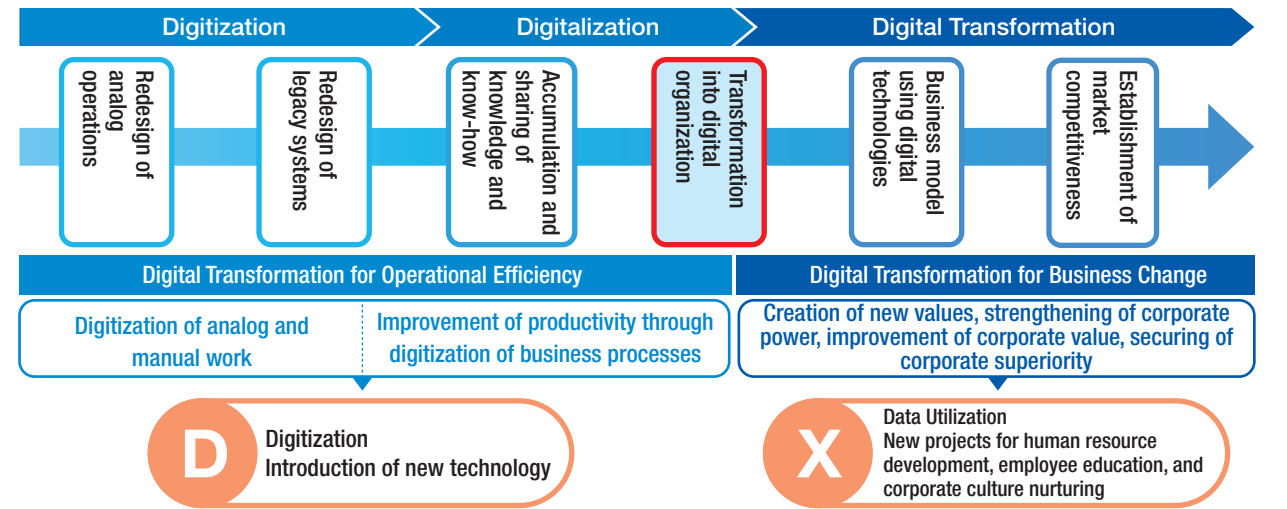 Digitization
Digitalization
Digital Transformation
Redesign of
analog
operations
Redesign of
legacy systems
Accumulation and
sharing of
knowledge and
know-how
Transformation
into digital
organization
Business model
using digital
technologies
Establishment of
market
competitiveness
Digital Transformation for Operational Efficiency
Digital Transformation for Business Change
Digitization of analog and
manual work
Improvement of productivity through
digitization of business processes
Creation of new values, strengthening of corporate
power, improvement of corporate value, securing of
corporate superiority
D
Digitization
Introduction of new technology
X
Data Utilization
New projects for human resource
development, employee education, and
corporate culture nurturing